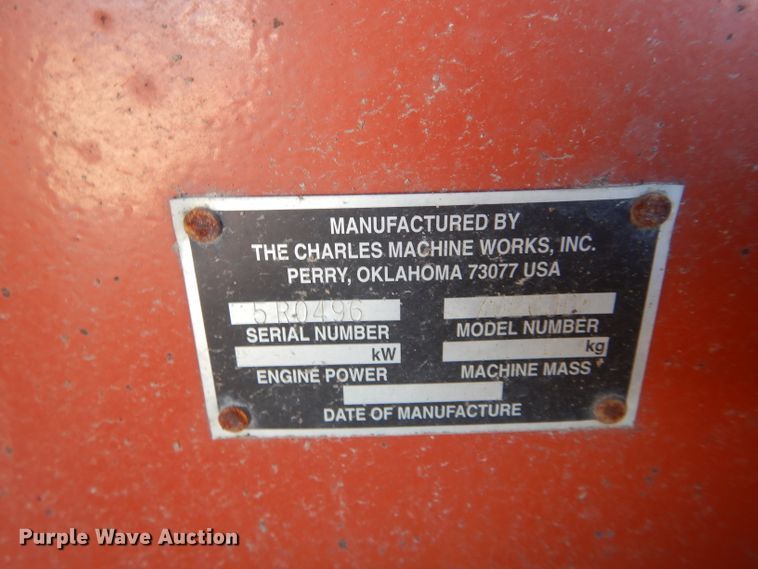 MANUFACTURED BY
THE CHARLES MACHINE WORKS, INC.
PERRY, OKLAHOMA 73077 USA
5R0496
SERIAL NUMBER MODEL NUMBER
kW kg
ENGINE POWER MACHINE MASS
DATE OF MANUFACTURE
Purple Wave Auction